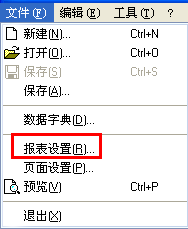 文件(F) 编辑(E) 工具(T) ?
新建(N)... Ctrl+N
打开(O)... Ctrl+O
保存(S) Ctrl+S
保存(A)...
数据字典(D)...
报表设置(R)...
页面设置(P)...
预览(V) Ctrl+P
退出(X)